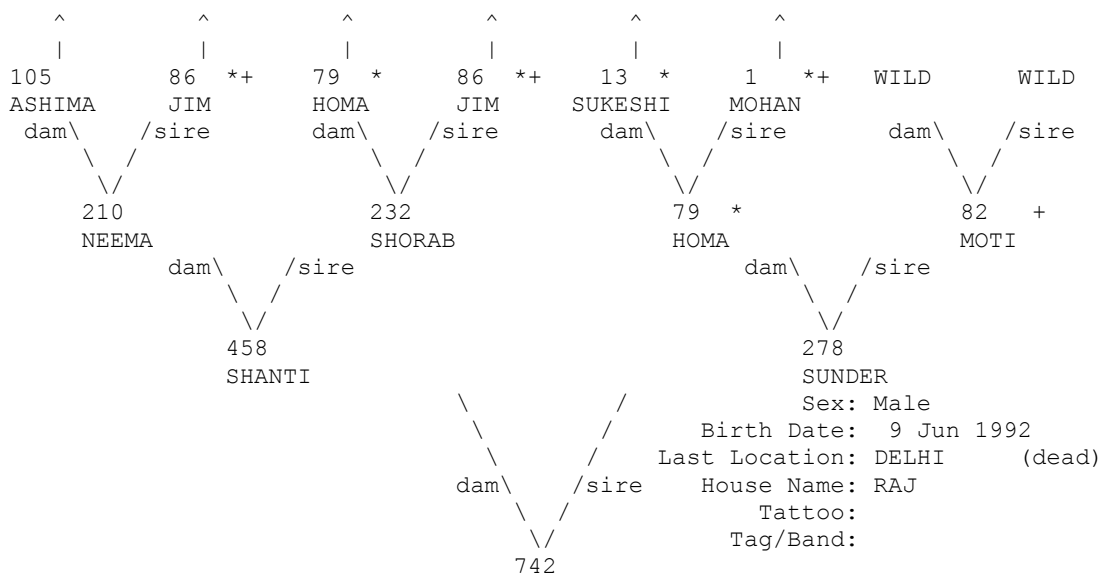 ^ ^ ^ ^ ^ ^
| | | | | |
105 86 *+ 79 * 86 *+ 13 * 1 *+ WILD WILD
ASHIMA JIM HOMA JIM SUKESHI MOHAN
dam\ /sire dam\ /sire dam\ /sire dam\ /sire
\ / \ / \ / \ /
\/ \/ \/ \/
210 232 79 * 82 +
NEEMA SHORAB HOMA MOTI
dam\ /sire dam\ /sire
\ / \ /
\/ \/
458 278
SHANTI SUNDER
\ / Sex: Male
\ / Birth Date: 9 Jun 1992
\ / Last Location: DELHI (dead)
dam\ /sire House Name: RAJ
\ / Tattoo:
\/ Tag/Band:
742